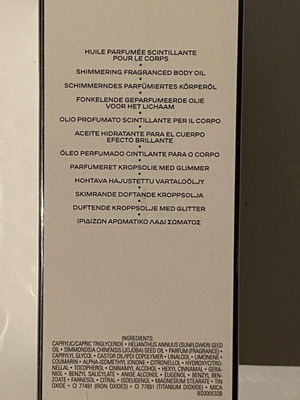 HUILE PARFUMÉE SCINTILLANTE
POUR LE CORPS
SHIMMERING FRAGRANCED BODY OIL
SCHIMMERNDES PARFÜMIERTES KÖRPERÖL
FONKELENDE GEPARFUMEERDE OLIE
VOOR HET LICHAAM
OLIO PROFUMATO SCINTILLANTE PER IL CORPO
ACEITE HIDRATANTE PARA EL CUERPO
EFECTO BRILLANTE
ÓLEO PERFUMADO CINTILANTE PARA O CORPO
PARFUMERET KROPSOLIE MED GLIMMER
HOHTAVA HAJUSTETTU VARTALOÖLJY
SKIMRANDE DOFTANDE KROPPSOLJA
DUFTENDE KROPPSOLJE MED GLITTER
ΙΡΙΔΙΖΩΝ ΑΡΩΜΑΤΙΚΟ ΛΑΔΙ ΣΩΜΑΤΟΣ
INGREDIENTS:
CAPRYLIC/CAPRIC TRIGLYCERIDE • HELIANTHUS ANNUUS (SUNFLOWER) SEED
OIL • SIMMONDSIA CHINENSIS (JOJOBA) SEED OIL • PARFUM (FRAGRANCE) •
CAPRYLYL GLYCOL • CASTOR OIL/IPDI COPOLYMER • LINALOOL • LIMONENE •
COUMARIN • ALPHA-ISOMETHYL IONONE • CITRONELLOL • HYDROXYCITRO-
NELLAL • TOCOPHEROL • CINNAMYL ALCOHOL • HEXYL CINNAMAL • GERA-
NIOL • BENZYL SALICYLATE • ANISE ALCOHOL • EUGENOL • BENZYL BEN-
ZOATE • FARNESOL • CITRAL • ISOEUGENOL • MAGNESIUM STEARATE • TIN
OXIDE • CI 77491 (IRON OXIDES) • CI 77891 (TITANIUM DIOXIDE) • MICA
BS000532B